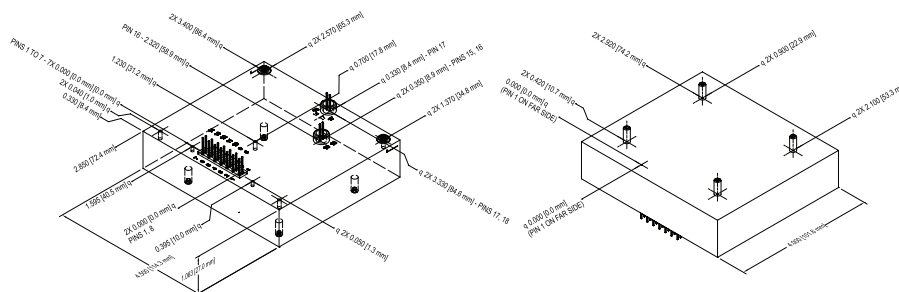 2X 3.400 [86.4 mm] q
q 2X 2.570 [65.3 mm]
PIN 16 - 2.320 [58.9 mm] q
q 0.700 [17.8 mm]
1.230 [31.2 mm] q
q 0.330 [8.4 mm] - PIN 17
PINS 1 TO 7 - 7X 0.000 [0.0 mm] q
q 2X 0.350 [8.9 mm] - PINS 15, 16
2X 0.040 [1.0 mm] q
0.330 [8.4 mm]
q 2X 1.370 [34.8 mm]
2.850 [72.4 mm]
q 2X 3.330 [84.6 mm] - PINS 17, 18
1.595 [40.5 mm]
2X 0.000 [0.0 mm] q
PINS 1, 8
0.395 [10.0 mm] q
q 2X 0.050 [1.3 mm]
1.063 [27.0 mm]
2X 2.920 [74.2 mm] q
q 2X 0.900 [22.9 mm]
2X 0.420 [10.7 mm] q
0.000 [0.0 mm] q
(PIN 1 ON FAR SIDE)
q 2X 2.100 [53.3 mm]
q 0.000 [0.0 mm]
(PIN 1 ON FAR SIDE)